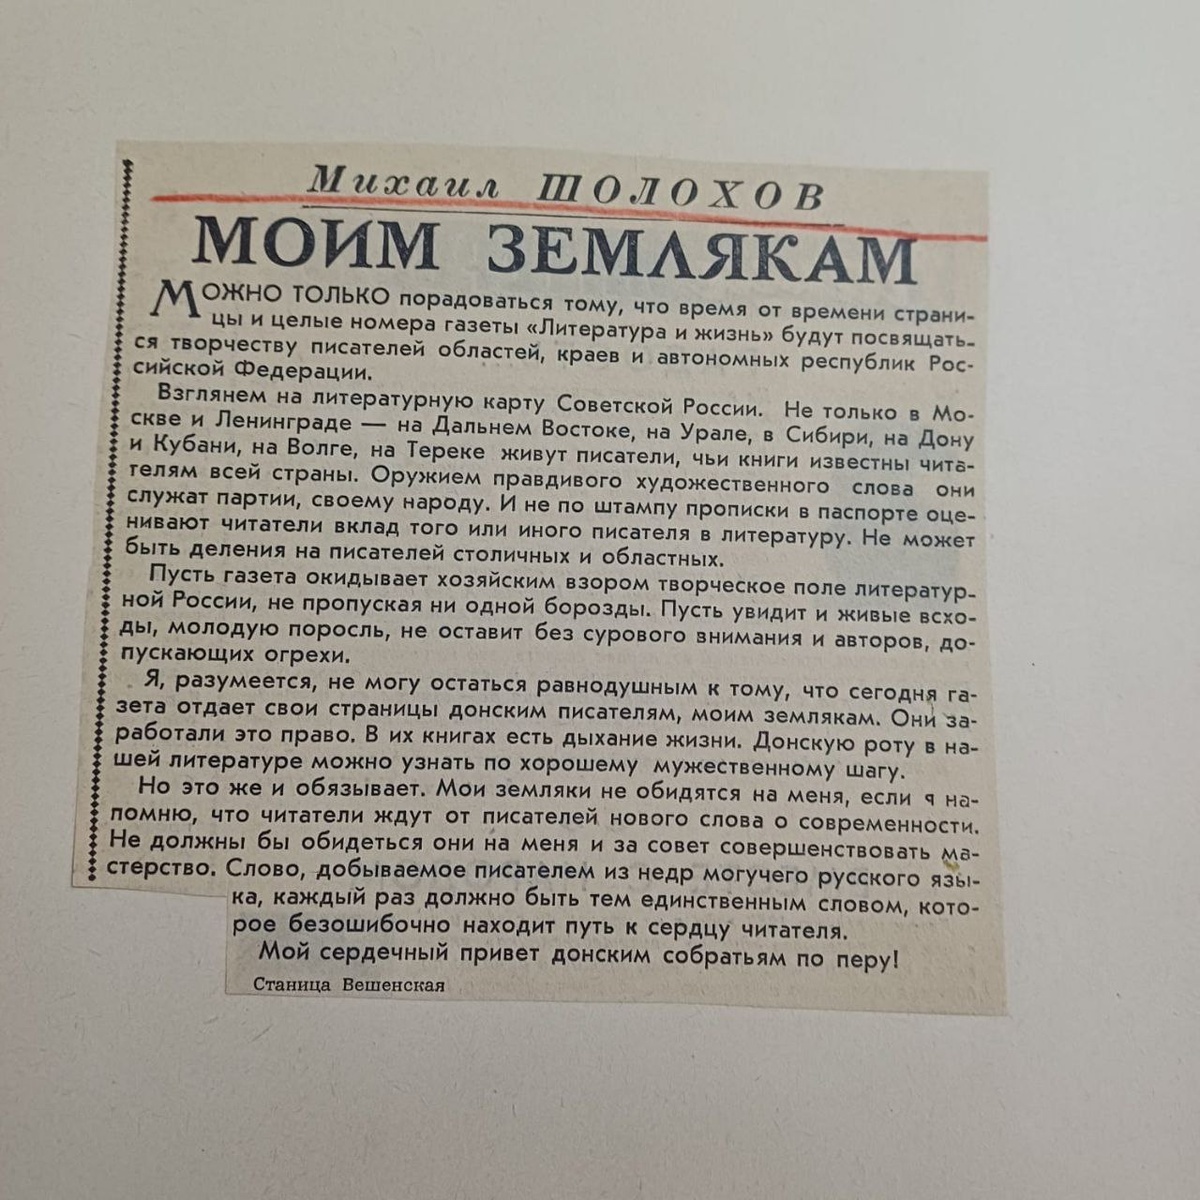 Михаил ШОЛОХОВ
МОИМ ЗЕМЛЯКАМ
МОЖНО ТОЛЬКО порадоваться тому, что время от времени страни-
цы и целые номера газеты «Литература и жизнь» будут посвящать-
ся творчеству писателей областей, краев и автономных республик Рос-
сийской Федерации.
Взглянем на литературную карту Советской России. Не только в Мо-
скве и Ленинграде — на Дальнем Востоке, на Урале, в Сибири, на Дону
и Кубани, на Волге, на Тереке живут писатели, чьи книги известны чита-
телям всей страны. Оружием правдивого художественного слова они
служат партии, своему народу. И не по штампу прописки в паспорте оце-
нивают читатели вклад того или иного писателя в литературу. Не может
быть деления на писателей столичных и областных.
Пусть газета окидывает хозяйским взором творческое поле литератур-
ной России, не пропуская ни одной борозды. Пусть увидит и живые всхо-
ды, молодую поросль, не оставит без сурового внимания и авторов, до-
пускающих огрехи.
Я, разумеется, не могу остаться равнодушным к тому, что сегодня га-
зета отдает свои страницы донским писателям, моим землякам. Они за-
работали это право. В их книгах есть дыхание жизни. Донскую роту в на-
шей литературе можно узнать по хорошему мужественному шагу.
Но это же и обязывает. Мои земляки не обидятся на меня, если я на-
помню, что читатели ждут от писателей нового слова о современности.
Не должны бы обидеться они на меня и за совет совершенствовать ма-
стерство. Слово, добываемое писателем из недр могучего русского язы-
ка, каждый раз должно быть тем единственным словом, кото-
рое безошибочно находит путь к сердцу читателя.
Мой сердечный привет донским собратьям по перу!
Станица Вешенская